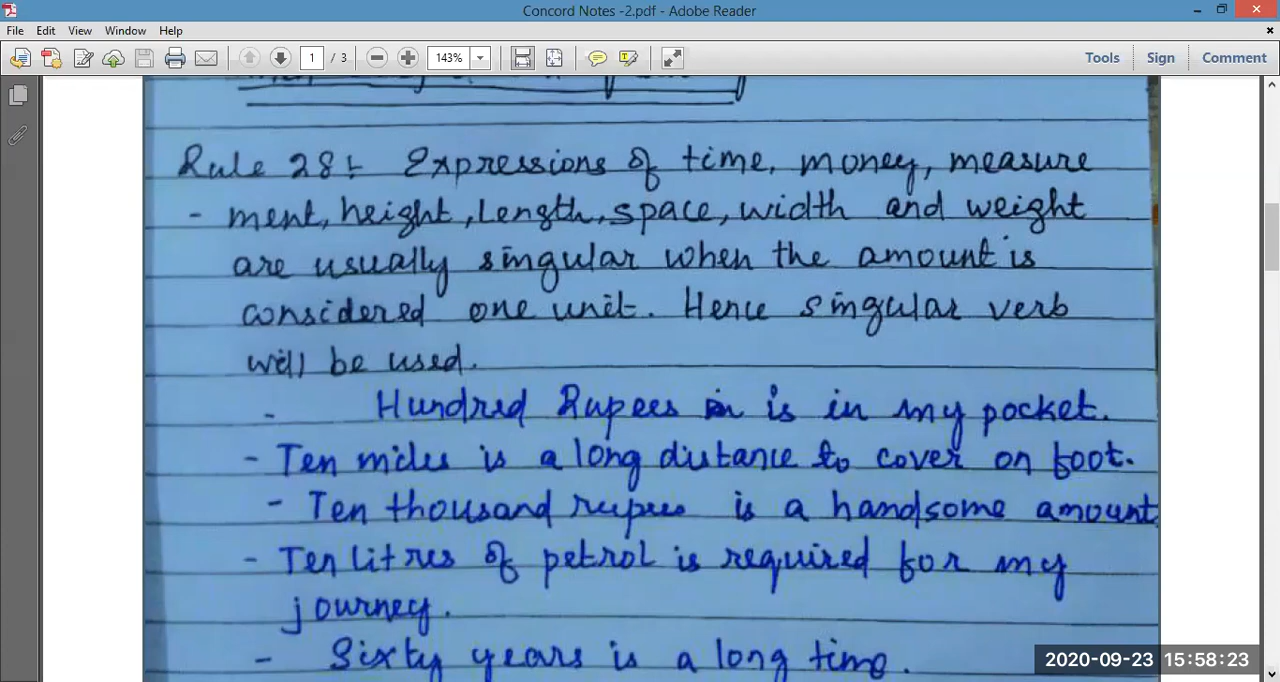 Concord Notes -2.pdf - Adobe Reader
File Edit View Window Help
1 / 3 143% Tools Sign Comment
Rule 28:- Expressions of time, money, measure
- ment, height, length, space, width and weight
are usually singular when the amount is
considered one unit. Hence singular verb
will be used.
- Hundred Rupees is in my pocket.
- Ten miles is a long distance to cover on foot.
- Ten thousand rupees is a handsome amount
- Ten litres of petrol is required for my
journey.
- Sixty years is a long time.
2020-09-23 15:58:23